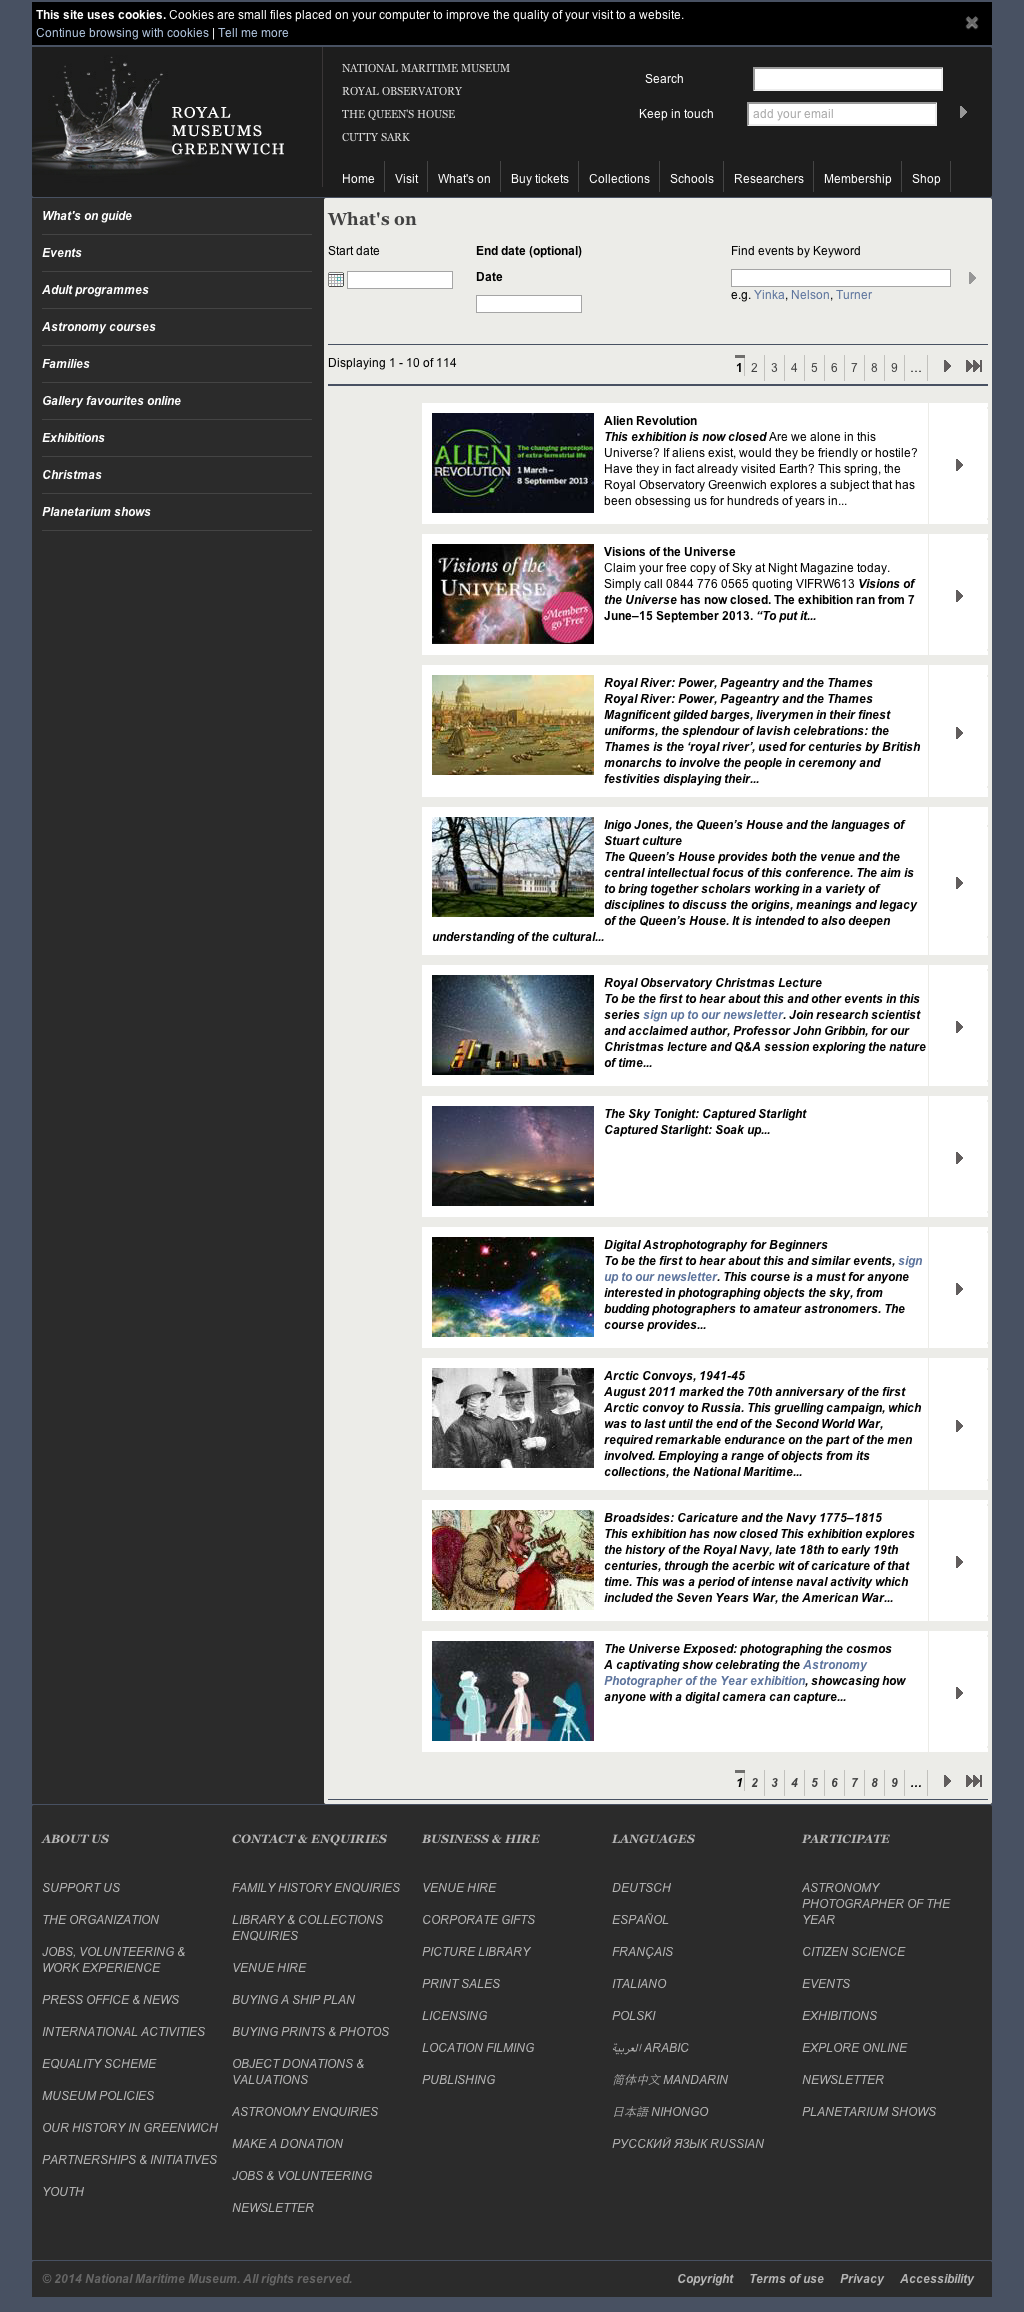 This site uses cookies. Cookies are small files placed on your computer to improve the quality of your visit to a website.
Continue browsing with cookies | Tell me more
ROYAL
MUSEUMS
GREENWICH
NATIONAL MARITIME MUSEUM
ROYAL OBSERVATORY
THE QUEEN'S HOUSE
CUTTY SARK
Search
Keep in touch
add your email
Home
Visit
What's on
Buy tickets
Collections
Schools
Researchers
Membership
Shop
What's on guide
Events
Adult programmes
Astronomy courses
Families
Gallery favourites online
Exhibitions
Christmas
Planetarium shows
What's on
Start date
End date (optional)
Date
Find events by Keyword
e.g. Yinka, Nelson, Turner
Displaying 1 - 10 of 114
1 2 3 4 5 6 7 8 9 ...
ALIEN
REVOLUTION
The changing perception
of extra-terrestrial life
1 March –
8 September 2013
Alien Revolution
This exhibition is now closed Are we alone in this
Universe? If aliens exist, would they be friendly or hostile?
Have they in fact already visited Earth? This spring, the
Royal Observatory Greenwich explores a subject that has
been obsessing us for hundreds of years in...
Visions of the
UNIVERSE
Members
go Free
Visions of the Universe
Claim your free copy of Sky at Night Magazine today.
Simply call 0844 776 0565 quoting VIFRW613 Visions of
the Universe has now closed. The exhibition ran from 7
June–15 September 2013. “To put it...
Royal River: Power, Pageantry and the Thames
Royal River: Power, Pageantry and the Thames
Magnificent gilded barges, liverymen in their finest
uniforms, the splendour of lavish celebrations: the
Thames is the ‘royal river’, used for centuries by British
monarchs to involve the people in ceremony and
festivities displaying their...
Inigo Jones, the Queen’s House and the languages of
Stuart culture
The Queen’s House provides both the venue and the
central intellectual focus of this conference. The aim is
to bring together scholars working in a variety of
disciplines to discuss the origins, meanings and legacy
of the Queen’s House. It is intended to also deepen
understanding of the cultural...
Royal Observatory Christmas Lecture
To be the first to hear about this and other events in this
series sign up to our newsletter. Join research scientist
and acclaimed author, Professor John Gribbin, for our
Christmas lecture and Q&A session exploring the nature
of time...
The Sky Tonight: Captured Starlight
Captured Starlight: Soak up...
Digital Astrophotography for Beginners
To be the first to hear about this and similar events, sign
up to our newsletter. This course is a must for anyone
interested in photographing objects the sky, from
budding photographers to amateur astronomers. The
course provides...
Arctic Convoys, 1941-45
August 2011 marked the 70th anniversary of the first
Arctic convoy to Russia. This gruelling campaign, which
was to last until the end of the Second World War,
required remarkable endurance on the part of the men
involved. Employing a range of objects from its
collections, the National Maritime...
Broadsides: Caricature and the Navy 1775–1815
This exhibition has now closed This exhibition explores
the history of the Royal Navy, late 18th to early 19th
centuries, through the acerbic wit of caricature of that
time. This was a period of intense naval activity which
included the Seven Years War, the American War...
The Universe Exposed: photographing the cosmos
A captivating show celebrating the Astronomy
Photographer of the Year exhibition, showcasing how
anyone with a digital camera can capture...
1 2 3 4 5 6 7 8 9 ...
ABOUT US
SUPPORT US
THE ORGANIZATION
JOBS, VOLUNTEERING &
WORK EXPERIENCE
PRESS OFFICE & NEWS
INTERNATIONAL ACTIVITIES
EQUALITY SCHEME
MUSEUM POLICIES
OUR HISTORY IN GREENWICH
PARTNERSHIPS & INITIATIVES
YOUTH
CONTACT & ENQUIRIES
FAMILY HISTORY ENQUIRIES
LIBRARY & COLLECTIONS
ENQUIRIES
VENUE HIRE
BUYING A SHIP PLAN
BUYING PRINTS & PHOTOS
OBJECT DONATIONS &
VALUATIONS
ASTRONOMY ENQUIRIES
MAKE A DONATION
JOBS & VOLUNTEERING
NEWSLETTER
BUSINESS & HIRE
VENUE HIRE
CORPORATE GIFTS
PICTURE LIBRARY
PRINT SALES
LICENSING
LOCATION FILMING
PUBLISHING
LANGUAGES
DEUTSCH
ESPAÑOL
FRANÇAIS
ITALIANO
POLSKI
العربية ARABIC
简体中文 MANDARIN
日本語 NIHONGO
РУССКИЙ ЯЗЫК RUSSIAN
PARTICIPATE
ASTRONOMY
PHOTOGRAPHER OF THE
YEAR
CITIZEN SCIENCE
EVENTS
EXHIBITIONS
EXPLORE ONLINE
NEWSLETTER
PLANETARIUM SHOWS
© 2014 National Maritime Museum. All rights reserved.
Copyright
Terms of use
Privacy
Accessibility